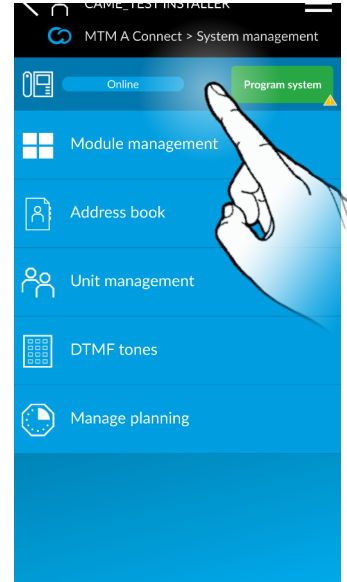 CAME_TEST INSTALLER
MTM A Connect > System management
Online
Program system
Module management
Address book
Unit management
DTMF tones
Manage planning